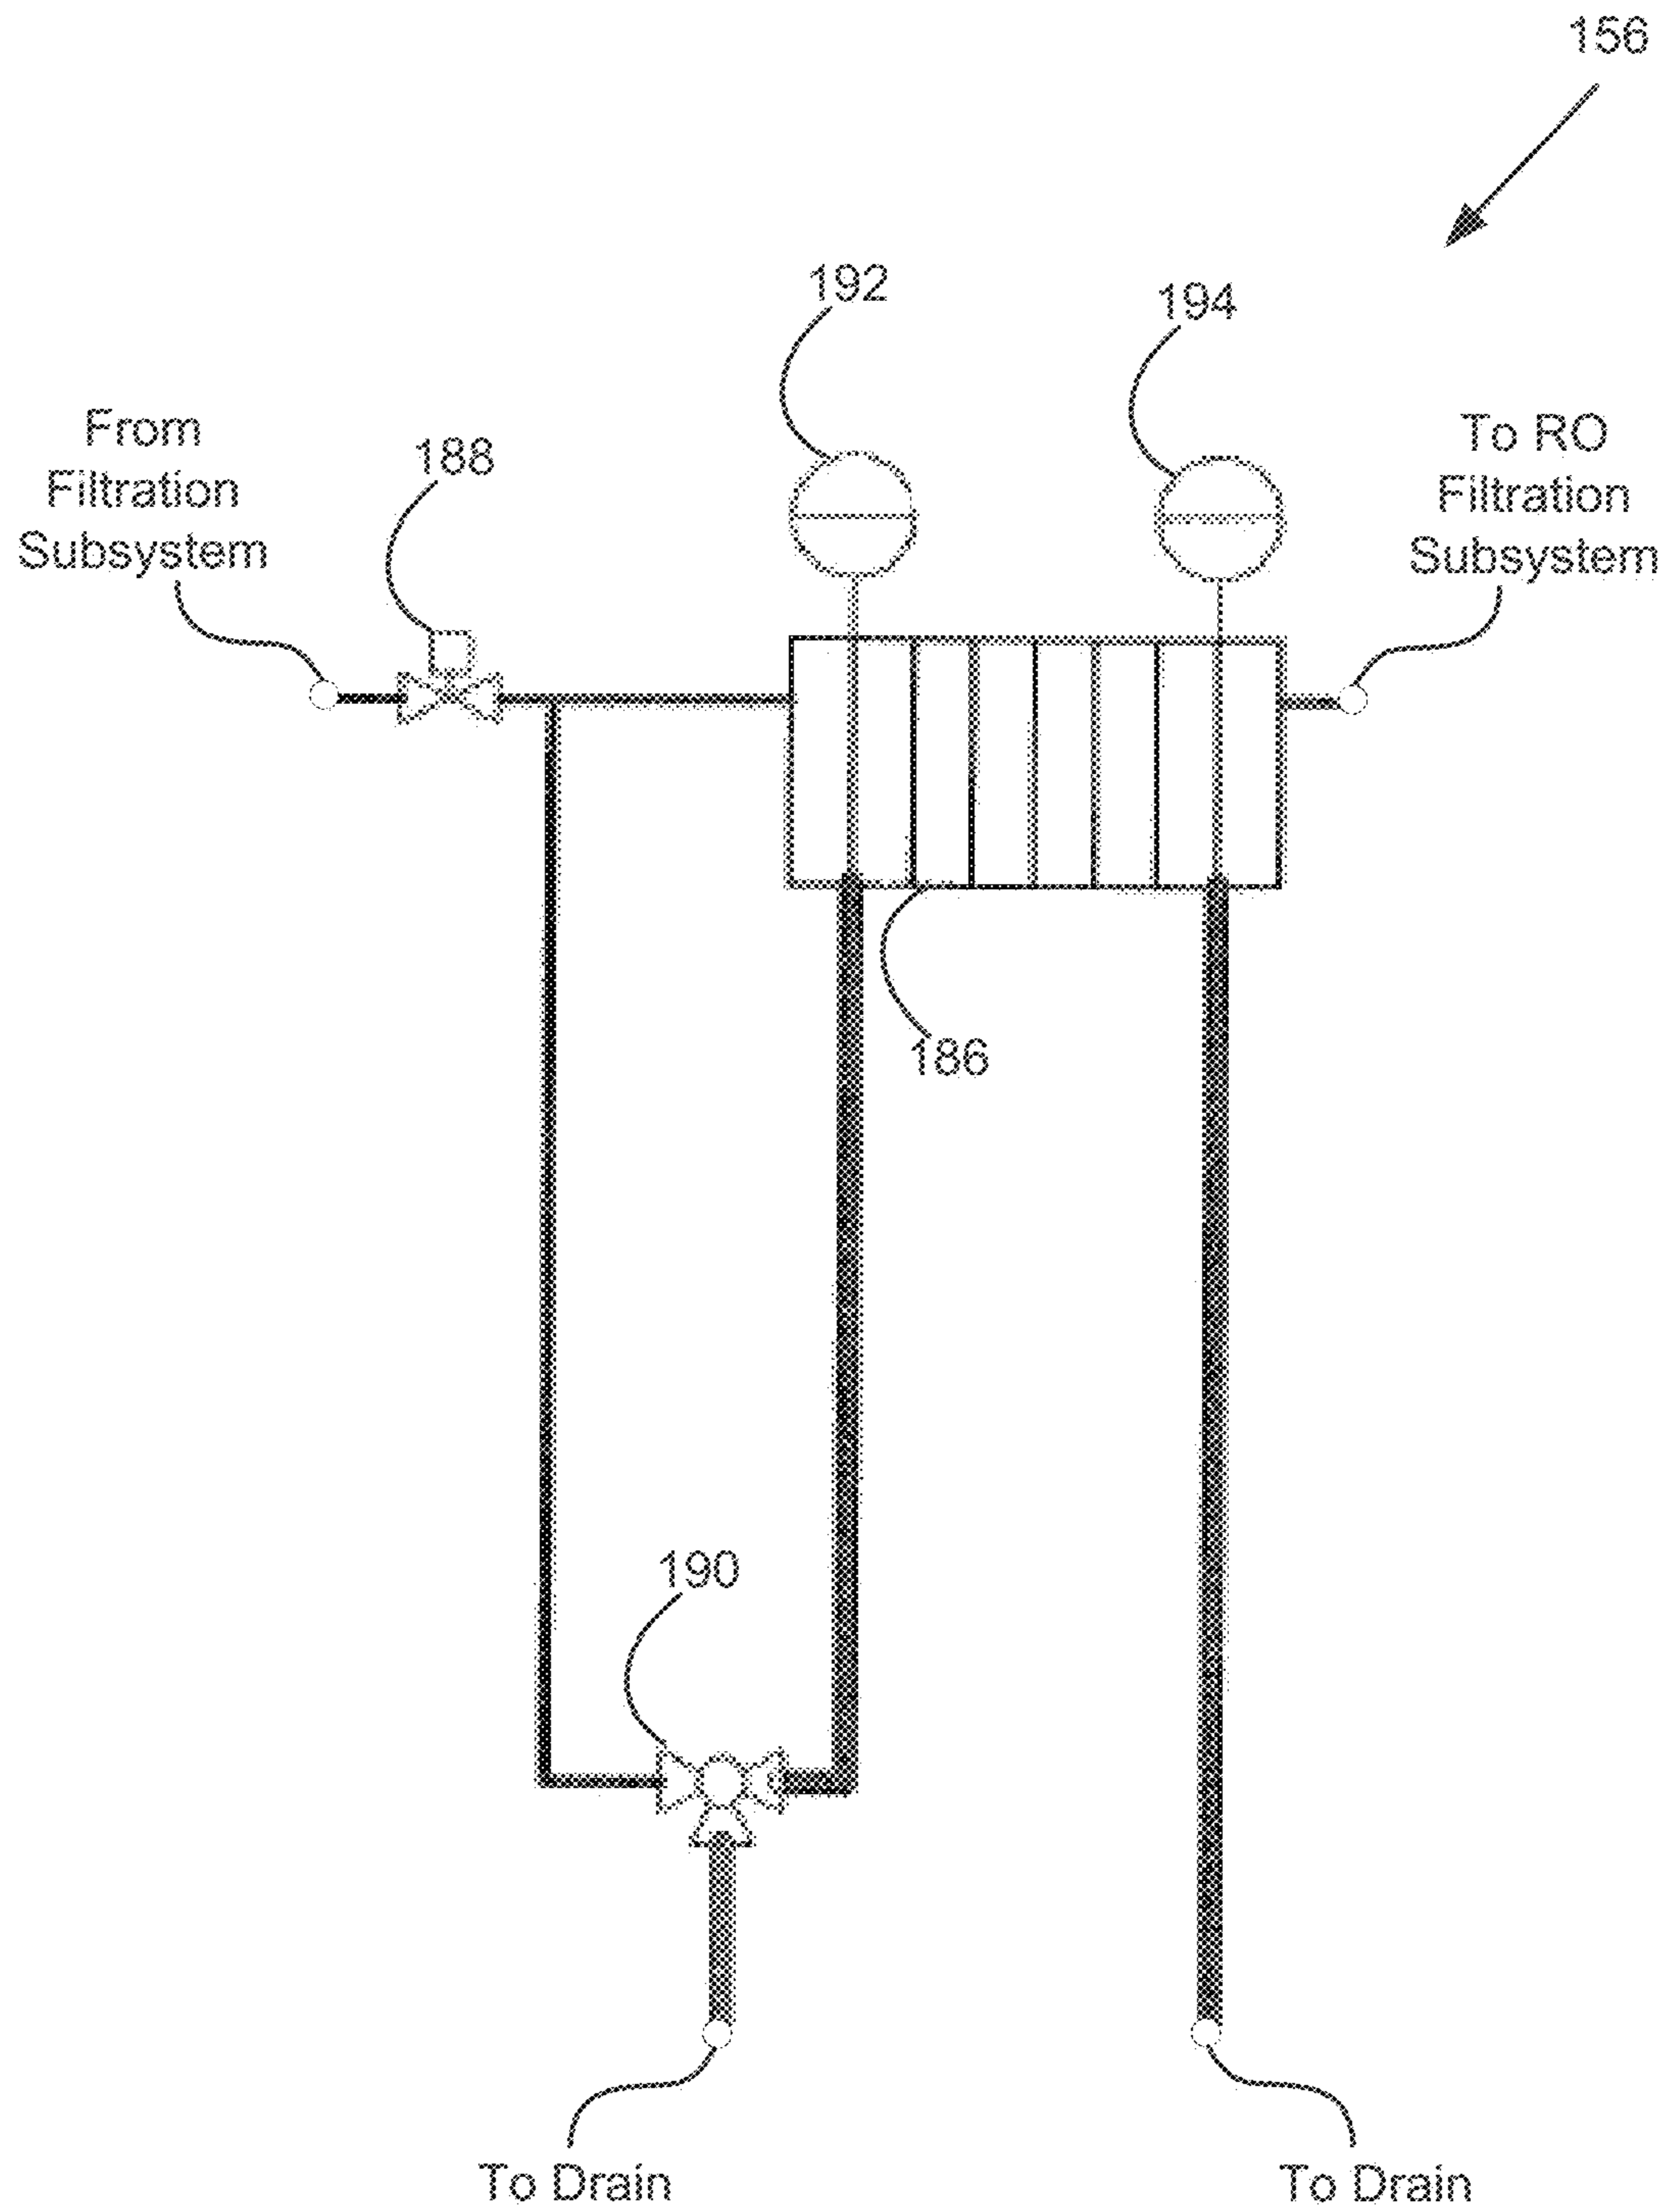 156
192
194
From
Filtration
Subsystem
188
To RO
Filtration
Subsystem
186
190
To Drain
To Drain